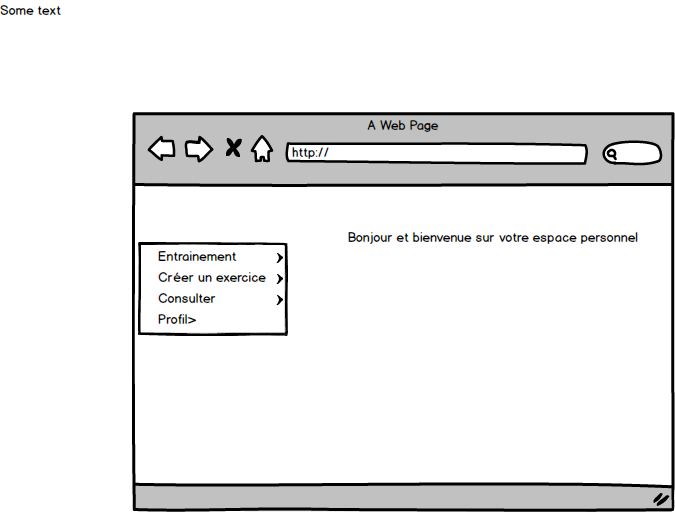 Some text
A Web Page
http://
Bonjour et bienvenue sur votre espace personnel
Entrainement
Créer un exercice
Consulter
Profil>